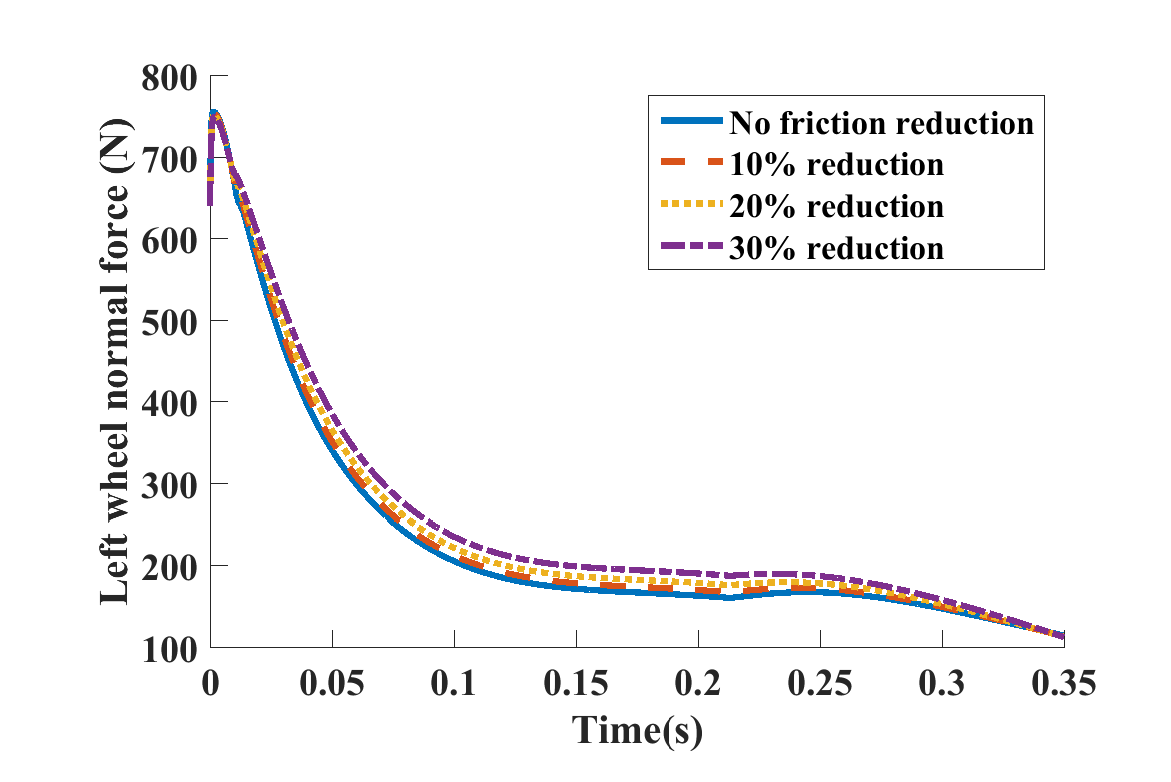 800
700
600
500
400
300
200
100
Left wheel normal force (N)
No friction reduction
10% reduction
20% reduction
30% reduction
0 0.05 0.1 0.15 0.2 0.25 0.3 0.35
Time(s)